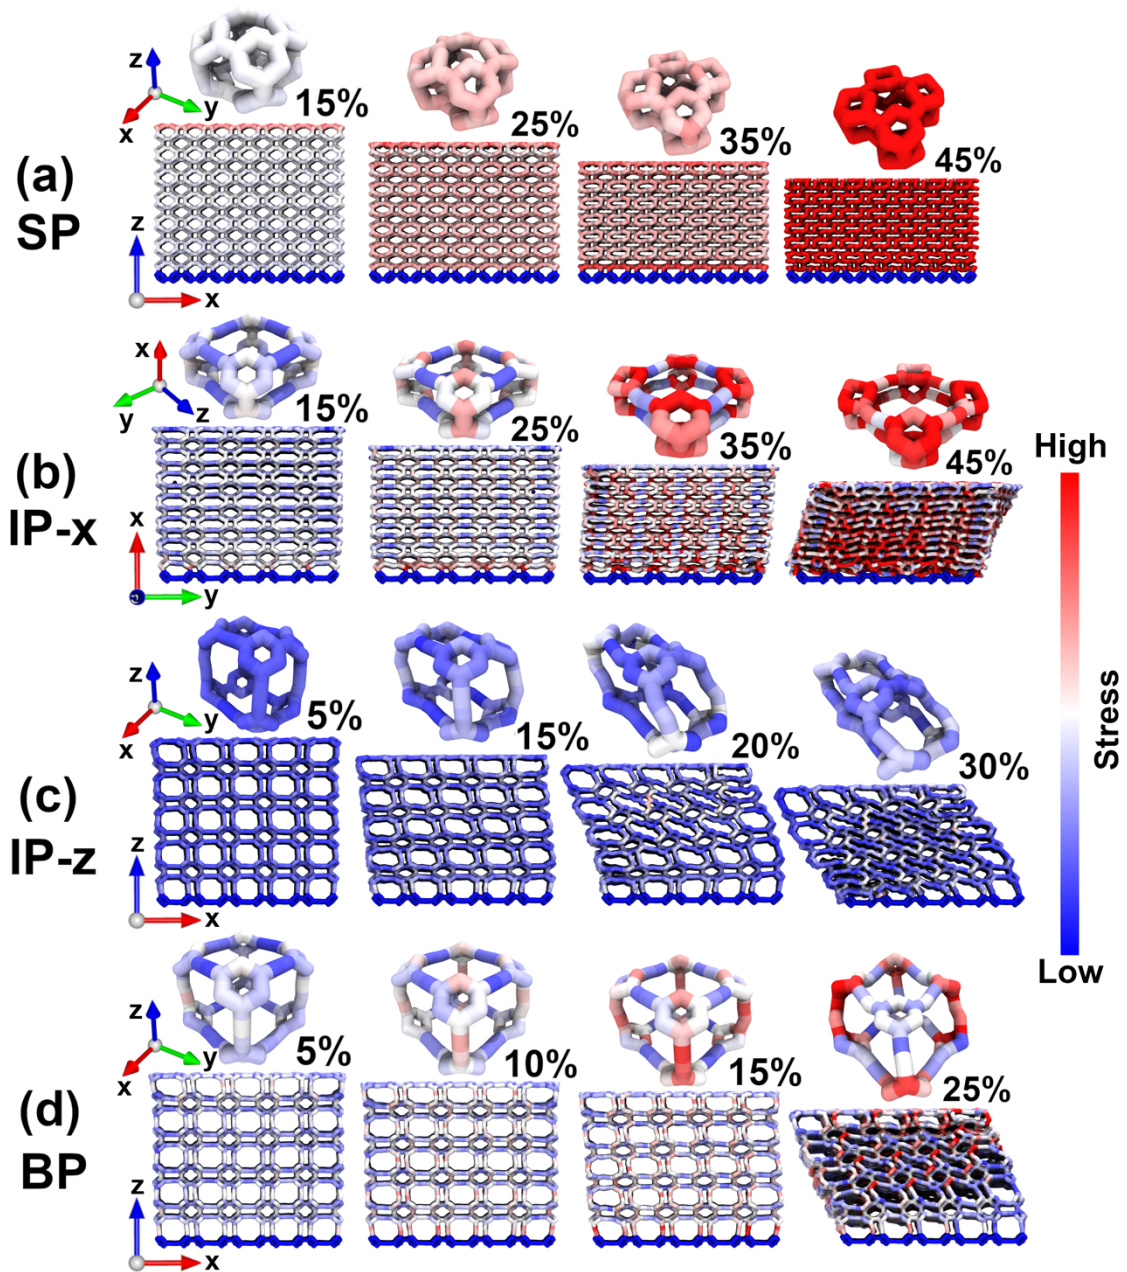 z
y
x
15%
25%
35%
45%
(a)
SP
z
x
x
y
z
15%
25%
35%
45%
(b)
IP-x
x
y
High
Stress
Low
z
y
x
5%
15%
20%
30%
(c)
IP-z
z
x
z
y
x
5%
10%
15%
25%
(d)
BP
z
x